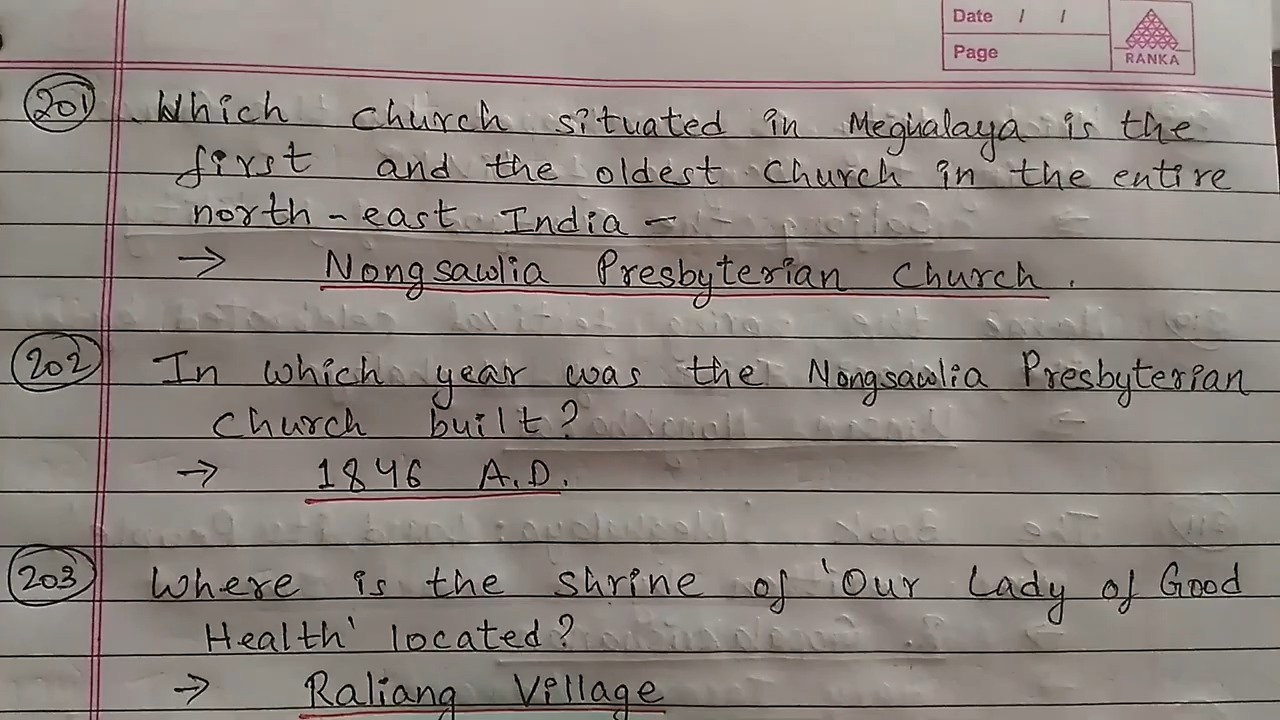 Date / /
Page
RANKA
201 Which church situated in Meghalaya is the
first and the oldest church in the entire
north-east India -
→ Nongsawlia Presbyterian Church.
202 In which year was the Nongsawlia Presbyterian
church built?
→ 1846 A.D.
203 Where is the shrine of 'Our Lady of Good
Health' located?
→ Raliang Village